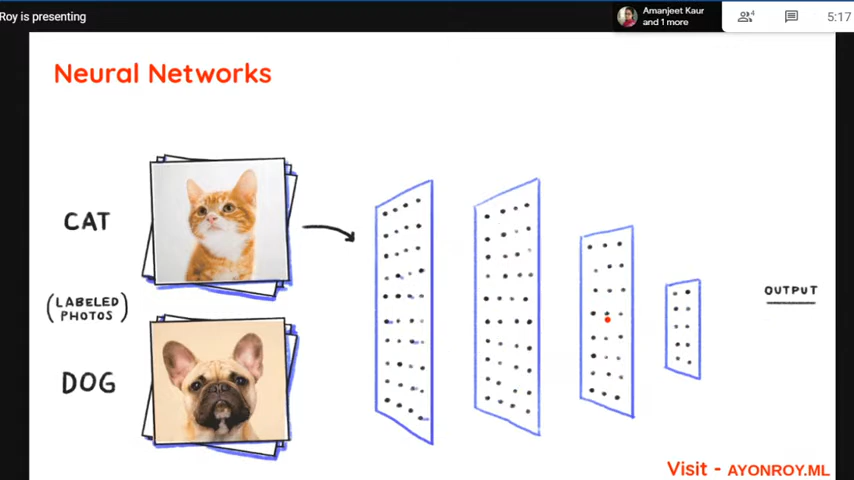 Roy is presenting
Amanjeet Kaur
and 1 more
4
5:17
Neural Networks
CAT
(LABELED
PHOTOS)
DOG
OUTPUT
Visit - AYONROY.ML